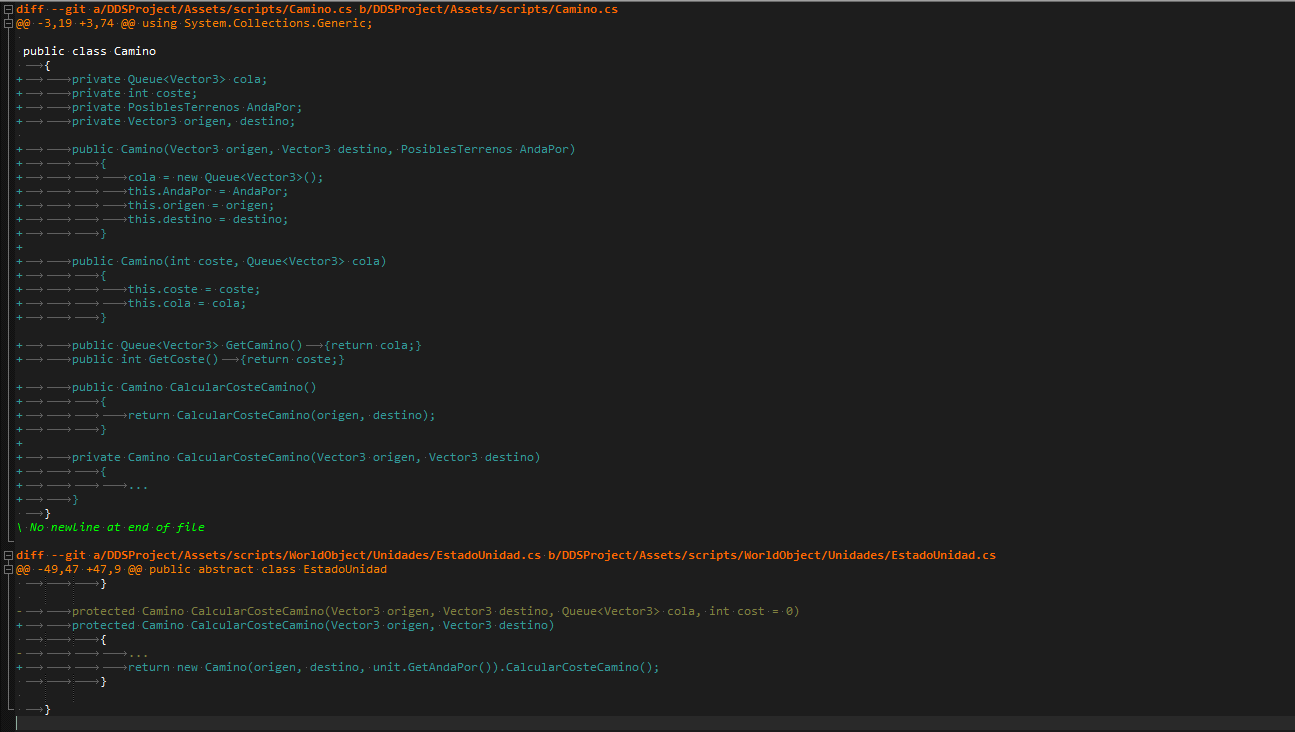 diff --git a/DDSProject/Assets/scripts/Camino.cs b/DDSProject/Assets/scripts/Camino.cs
@@ -3,19 +3,74 @@ using System.Collections.Generic;
public class Camino
{
+ private Queue<Vector3> cola;
+ private int coste;
+ private PosiblesTerrenos AndaPor;
+ private Vector3 origen, destino;
+ public Camino(Vector3 origen, Vector3 destino, PosiblesTerrenos AndaPor)
+ {
+ cola = new Queue<Vector3>();
+ this.AndaPor = AndaPor;
+ this.origen = origen;
+ this.destino = destino;
+ }
+
+ public Camino(int coste, Queue<Vector3> cola)
+ {
+ this.coste = coste;
+ this.cola = cola;
+ }
+ public Queue<Vector3> GetCamino() {return cola;}
+ public int GetCoste() {return coste;}
+ public Camino CalcularCosteCamino()
+ {
+ return CalcularCosteCamino(origen, destino);
+ }
+
+ private Camino CalcularCosteCamino(Vector3 origen, Vector3 destino)
+ {
+ ...
+ }
}
\ No newline at end of file
diff --git a/DDSProject/Assets/scripts/WorldObject/Unidades/EstadoUnidad.cs b/DDSProject/Assets/scripts/WorldObject/Unidades/EstadoUnidad.cs
@@ -49,47 +47,9 @@ public abstract class EstadoUnidad
}
- protected Camino CalcularCosteCamino(Vector3 origen, Vector3 destino, Queue<Vector3> cola, int cost = 0)
+ protected Camino CalcularCosteCamino(Vector3 origen, Vector3 destino)
{
- ...
+ return new Camino(origen, destino, unit.GetAndaPor()).CalcularCosteCamino();
}
}